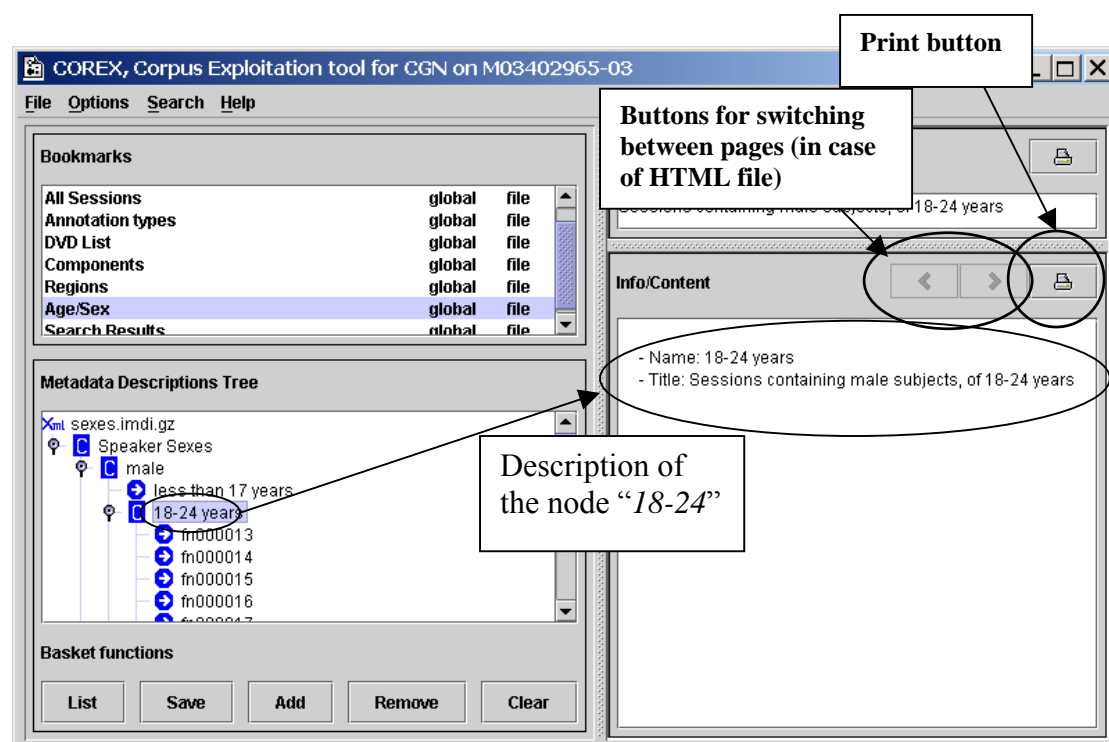 Print button
COREX, Corpus Exploitation tool for CGN on M03402965-03
File Options Search Help
Buttons for switching
between pages (in case
of HTML file)
Bookmarks
All Sessions global file
Annotation types global file
DVD List global file
Components global file
Regions global file
Age/Sex global file
Search Results global file
Sessions containing male subjects, of 18-24 years
Info/Content
- Name: 18-24 years
- Title: Sessions containing male subjects, of 18-24 years
Metadata Descriptions Tree
Xml sexes.imdi.gz
C Speaker Sexes
C male
less than 17 years
C 18-24 years
fn000013
fn000014
fn000015
fn000016
fn000017
Description of
the node “18-24”
Basket functions
List Save Add Remove Clear